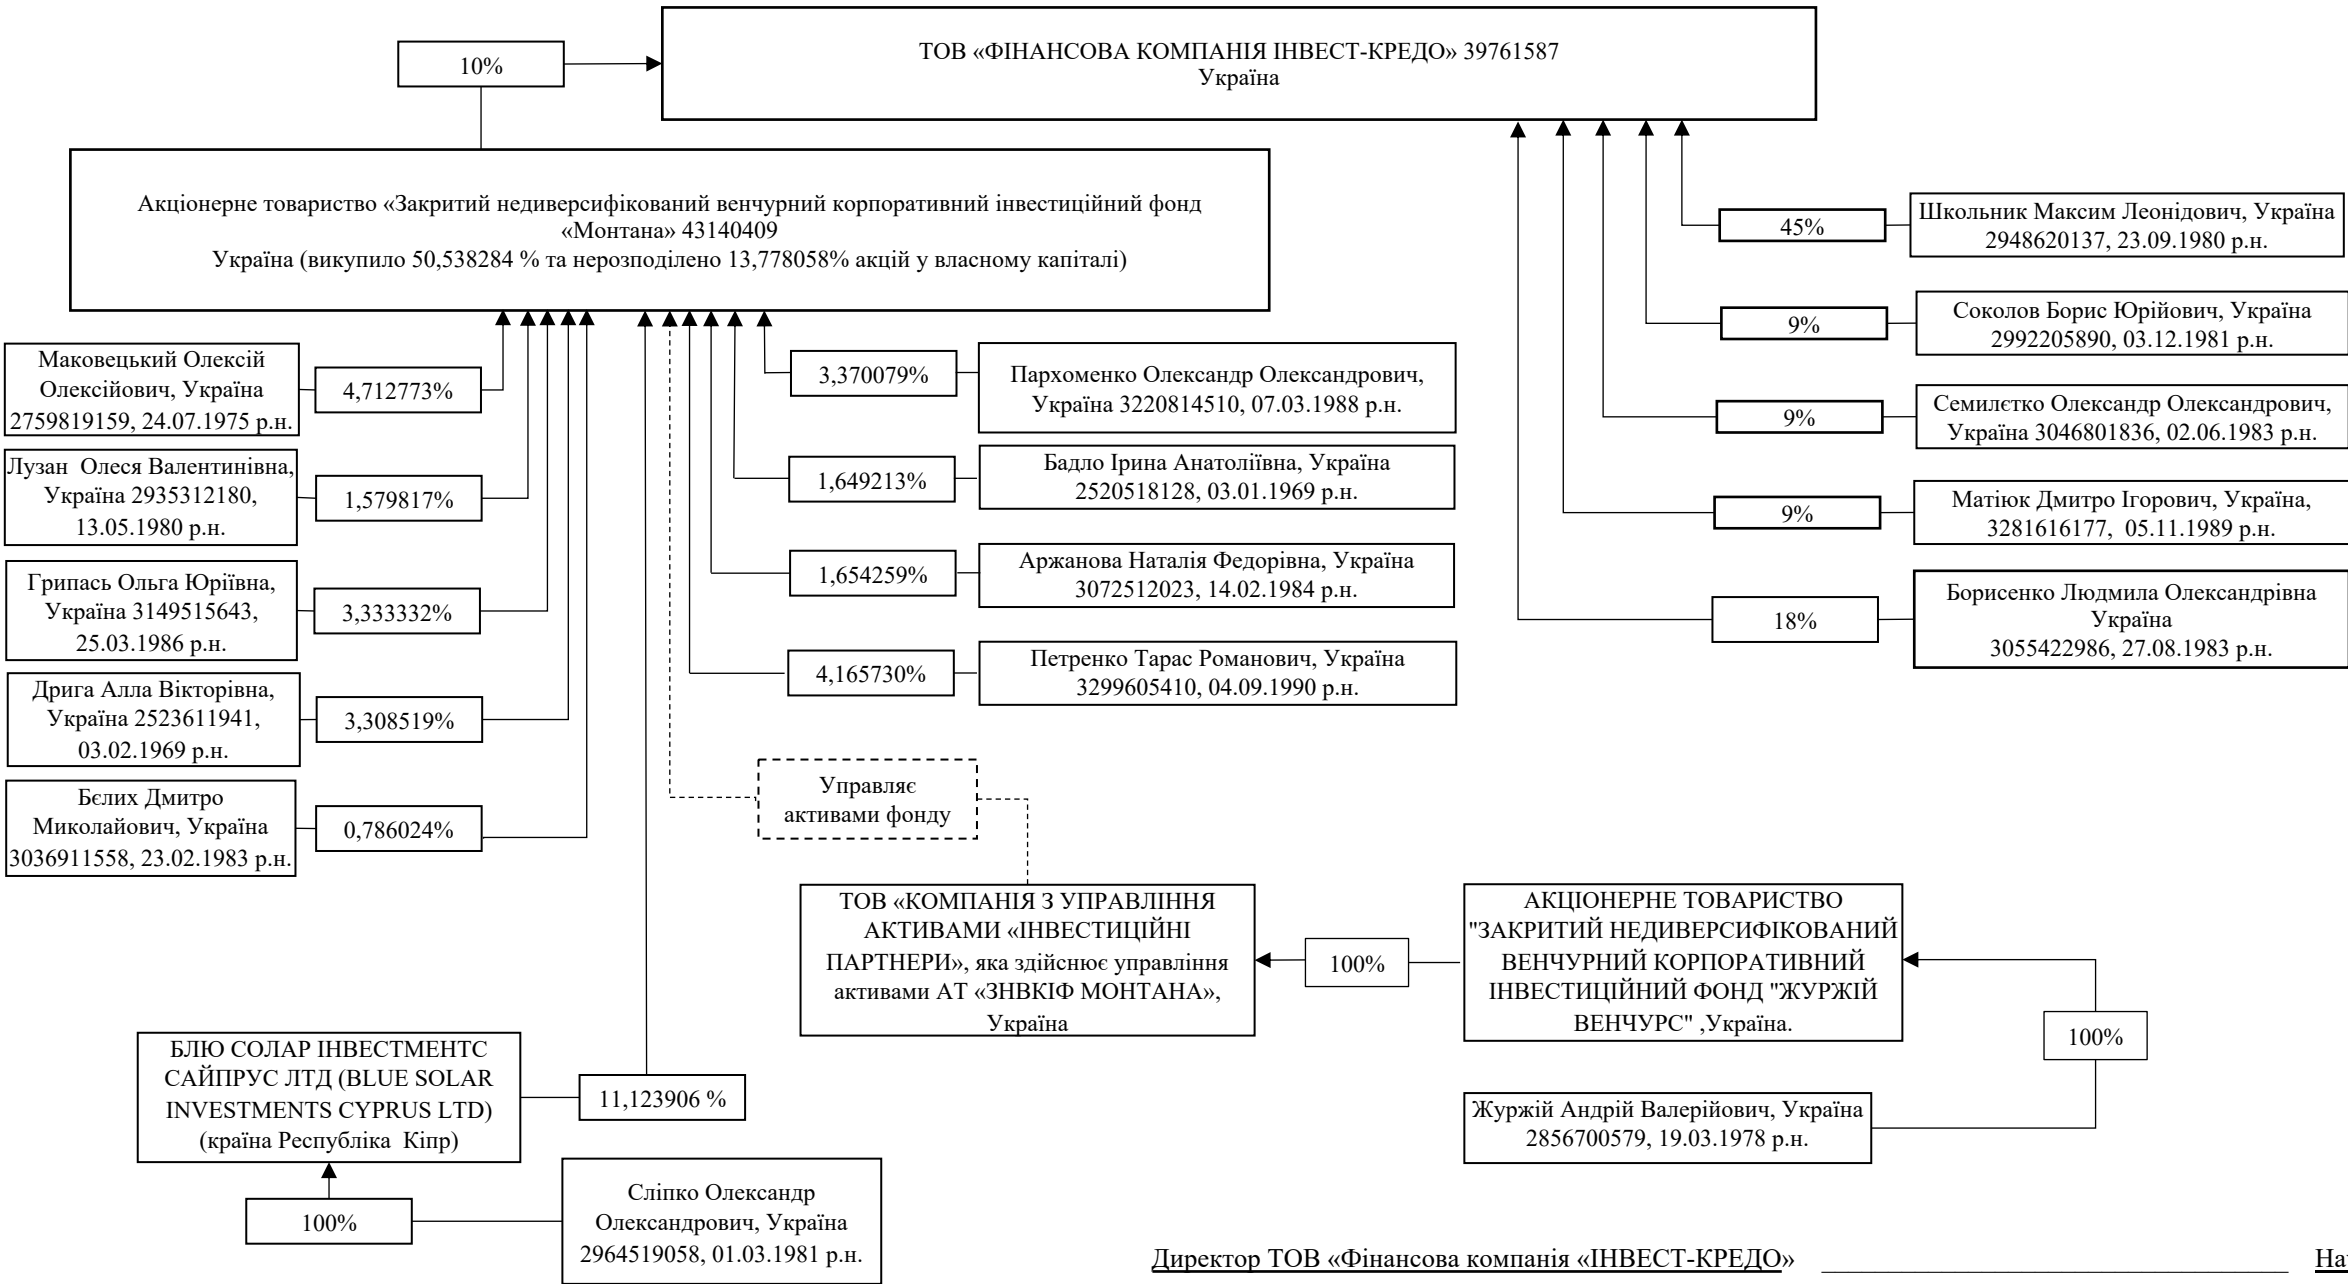 ТОВ «ФІНАНСОВА КОМПАНІЯ ІНВЕСТ-КРЕДО» 39761587
Україна
10%
Акціонерне товариство «Закритий недиверсифікований венчурний корпоративний інвестиційний фонд
«Монтана» 43140409
Україна (викупило 50,538284 % та нерозподілено 13,778058% акцій у власному капіталі)
45%
Школьник Максим Леонідович, Україна
2948620137, 23.09.1980 р.н.
9%
Соколов Борис Юрійович, Україна
2992205890, 03.12.1981 р.н.
9%
Семилєтко Олександр Олександрович,
Україна 3046801836, 02.06.1983 р.н.
9%
Матіюк Дмитро Ігорович, Україна,
3281616177, 05.11.1989 р.н.
18%
Борисенко Людмила Олександрівна
Україна
3055422986, 27.08.1983 р.н.
Маковецький Олексій
Олексійович, Україна
2759819159, 24.07.1975 р.н.
4,712773%
Лузан Олеся Валентинівна,
Україна 2935312180,
13.05.1980 р.н.
1,579817%
Грипась Ольга Юріївна,
Україна 3149515643,
25.03.1986 р.н.
3,333332%
Дрига Алла Вікторівна,
Україна 2523611941,
03.02.1969 р.н.
3,308519%
Бєлих Дмитро
Миколайович, Україна
3036911558, 23.02.1983 р.н.
0,786024%
3,370079%
Пархоменко Олександр Олександрович,
Україна 3220814510, 07.03.1988 р.н.
1,649213%
Бадло Ірина Анатоліївна, Україна
2520518128, 03.01.1969 р.н.
1,654259%
Аржанова Наталія Федорівна, Україна
3072512023, 14.02.1984 р.н.
4,165730%
Петренко Тарас Романович, Україна
3299605410, 04.09.1990 р.н.
Управляє
активами фонду
ТОВ «КОМПАНІЯ З УПРАВЛІННЯ
АКТИВАМИ «ІНВЕСТИЦІЙНІ
ПАРТНЕРИ», яка здійснює управління
активами АТ «ЗНВКІФ МОНТАНА»,
Україна
100%
АКЦІОНЕРНЕ ТОВАРИСТВО
"ЗАКРИТИЙ НЕДИВЕРСИФІКОВАНИЙ
ВЕНЧУРНИЙ КОРПОРАТИВНИЙ
ІНВЕСТИЦІЙНИЙ ФОНД "ЖУРЖІЙ
ВЕНЧУРС" ,Україна.
100%
Журжій Андрій Валерійович, Україна
2856700579, 19.03.1978 р.н.
БЛЮ СОЛАР ІНВЕСТМЕНТС
САЙПРУС ЛТД (BLUE SOLAR
INVESTMENTS CYPRUS LTD)
(країна Республіка Кіпр)
11,123906 %
100%
Сліпко Олександр
Олександрович, Україна
2964519058, 01.03.1981 р.н.
Директор ТОВ «Фінансова компанія «ІНВЕСТ-КРЕДО»